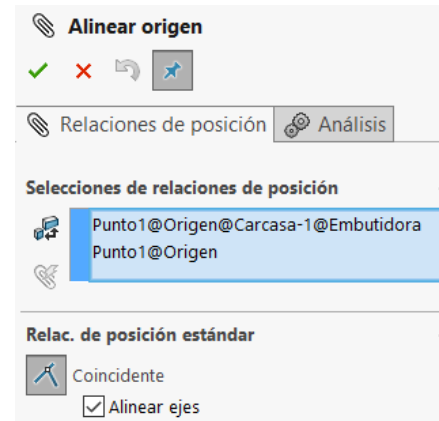 Alinear origen
Relaciones de posición
Análisis
Selecciones de relaciones de posición
Punto1@Origen@Carcasa-1@Embutidora
Punto1@Origen
Relac. de posición estándar
Coincidente
Alinear ejes